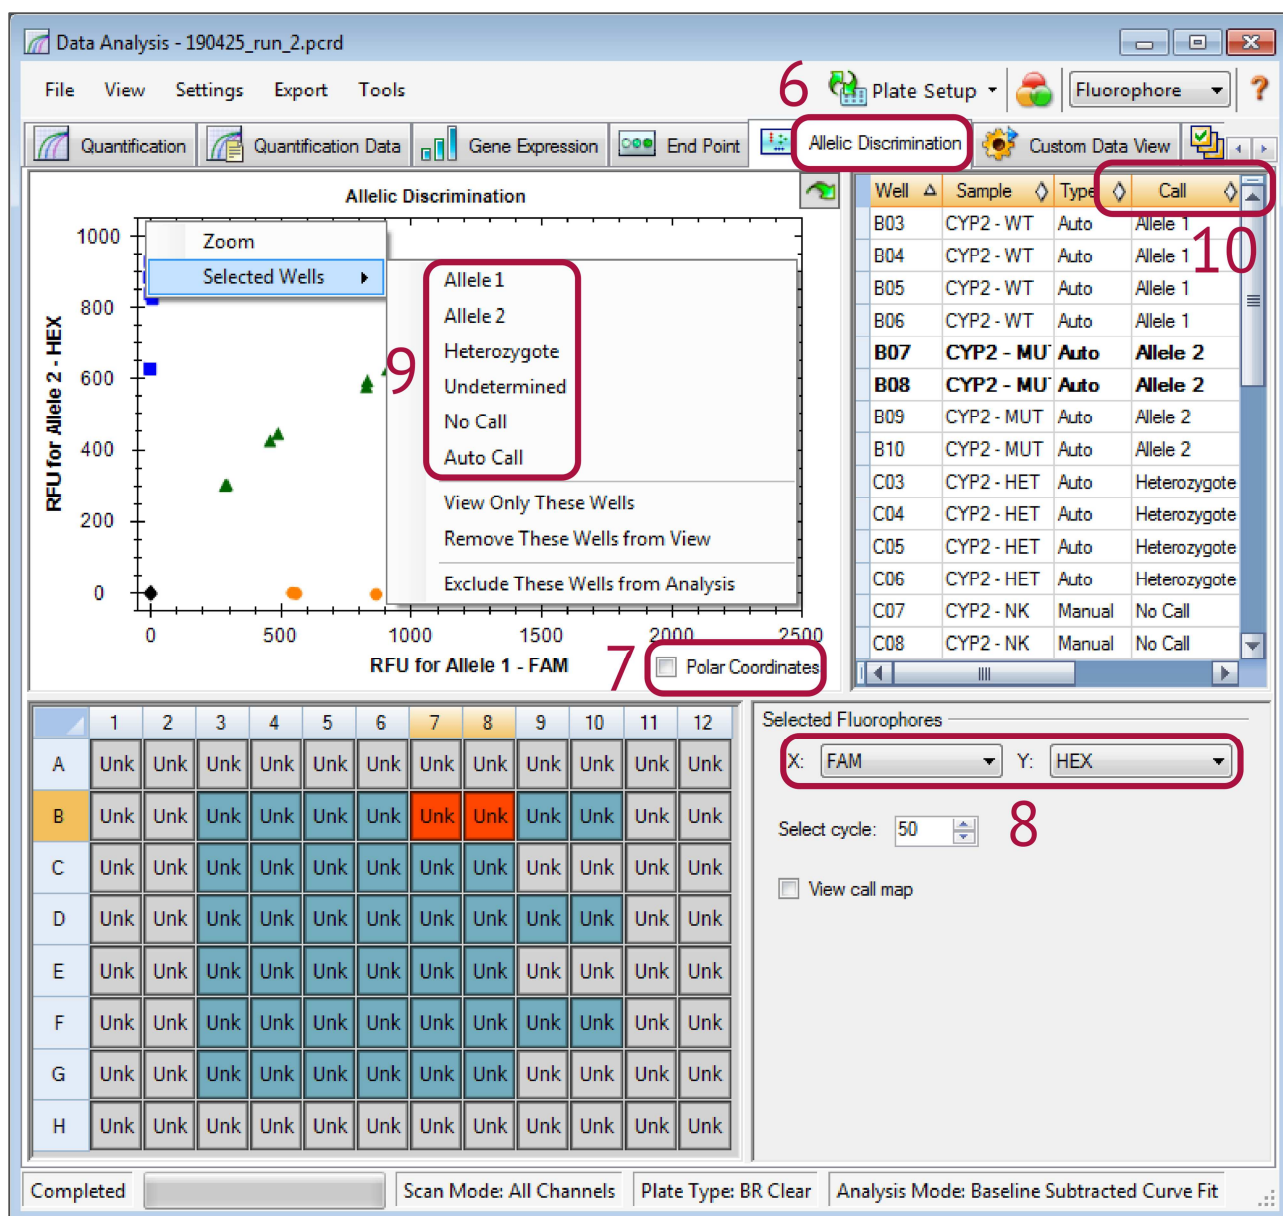 Data Analysis - 190425_run_2.pcrd
File View Settings Export Tools 6 Plate Setup Fluorophore ?
Quantification Quantification Data Gene Expression End Point Allelic Discrimination Custom Data View
Allelic Discrimination
1000
800
600
400
200
0
RFU for Allele 2 - HEX
0 500 1000 1500 2000 2500
RFU for Allele 1 - FAM
Zoom
Selected Wells
9
Allele 1
Allele 2
Heterozygote
Undetermined
No Call
Auto Call
View Only These Wells
Remove These Wells from View
Exclude These Wells from Analysis
7 Polar Coordinates
Well Sample Type Call
10
B03 CYP2 - WT Auto Allele 1
B04 CYP2 - WT Auto Allele 1
B05 CYP2 - WT Auto Allele 1
B06 CYP2 - WT Auto Allele 1
B07 CYP2 - MU Auto Allele 2
B08 CYP2 - MU Auto Allele 2
B09 CYP2 - MUT Auto Allele 2
B10 CYP2 - MUT Auto Allele 2
C03 CYP2 - HET Auto Heterozygote
C04 CYP2 - HET Auto Heterozygote
C05 CYP2 - HET Auto Heterozygote
C06 CYP2 - HET Auto Heterozygote
C07 CYP2 - NK Manual No Call
C08 CYP2 - NK Manual No Call
1 2 3 4 5 6 7 8 9 10 11 12
A Unk Unk Unk Unk Unk Unk Unk Unk Unk Unk Unk Unk
B Unk Unk Unk Unk Unk Unk Unk Unk Unk Unk Unk Unk
C Unk Unk Unk Unk Unk Unk Unk Unk Unk Unk Unk Unk
D Unk Unk Unk Unk Unk Unk Unk Unk Unk Unk Unk Unk
E Unk Unk Unk Unk Unk Unk Unk Unk Unk Unk Unk Unk
F Unk Unk Unk Unk Unk Unk Unk Unk Unk Unk Unk Unk
G Unk Unk Unk Unk Unk Unk Unk Unk Unk Unk Unk Unk
H Unk Unk Unk Unk Unk Unk Unk Unk Unk Unk Unk Unk
Selected Fluorophores
X: FAM Y: HEX
8
Select cycle: 50
View call map
Completed Scan Mode: All Channels Plate Type: BR Clear Analysis Mode: Baseline Subtracted Curve Fit